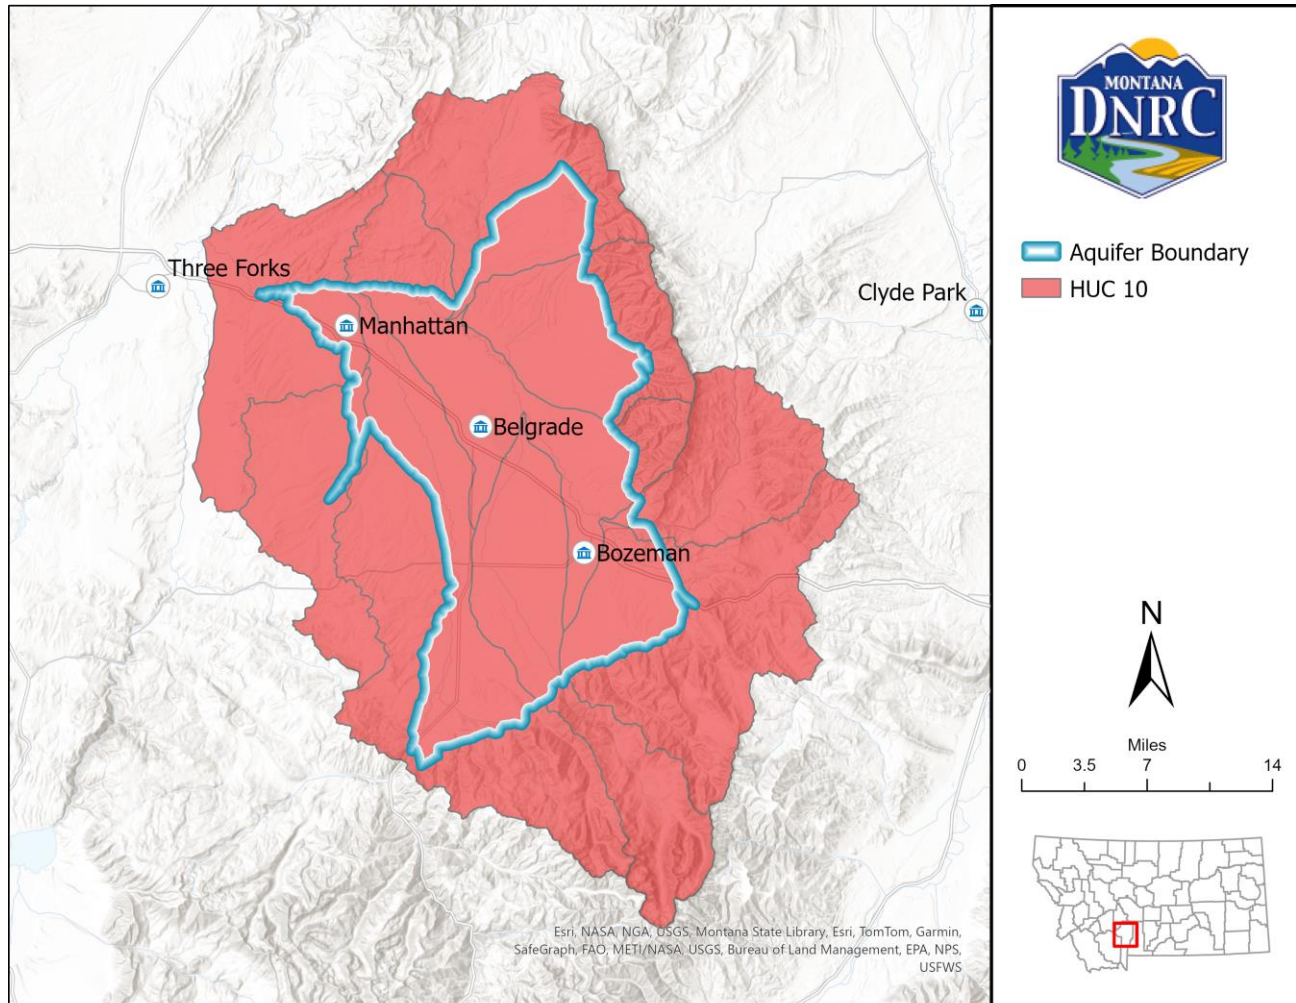 MONTANA
DNRC
Aquifer Boundary
HUC 10
Three Forks
Clyde Park
Manhattan
Belgrade
Bozeman
N
Miles
0 3.5 7 14
Esri, NASA, NGA, USGS, Montana State Library, Esri, TomTom, Garmin,
SafeGraph, FAO, METI/NASA, USGS, Bureau of Land Management, EPA, NPS,
USFWS